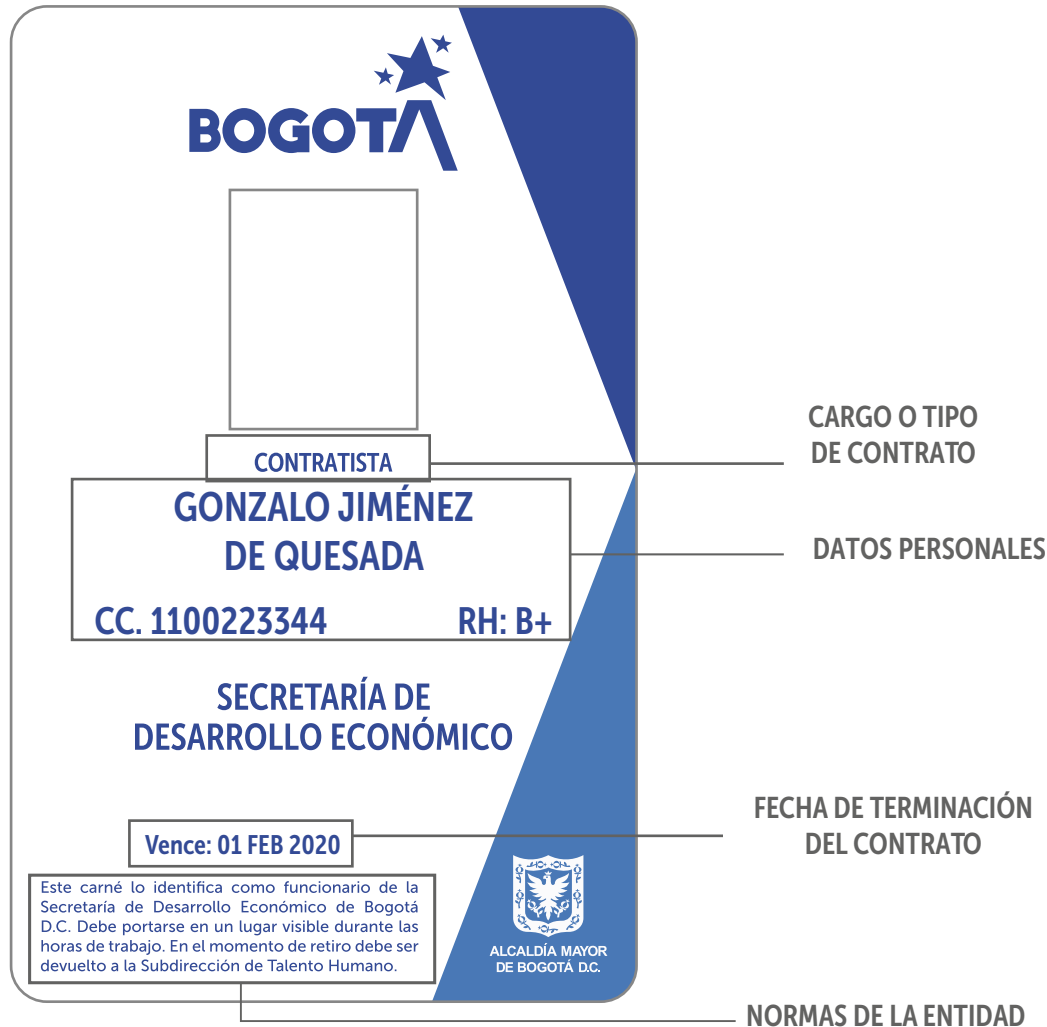 BOGOTÁ
CONTRATISTA
CARGO O TIPO
DE CONTRATO
GONZALO JIMÉNEZ
DE QUESADA
CC. 1100223344 RH: B+
DATOS PERSONALES
SECRETARÍA DE
DESARROLLO ECONÓMICO
Vence: 01 FEB 2020
FECHA DE TERMINACIÓN
DEL CONTRATO
Este carné lo identifica como funcionario de la
Secretaría de Desarrollo Económico de Bogotá
D.C. Debe portarse en un lugar visible durante las
horas de trabajo. En el momento de retiro debe ser
devuelto a la Subdirección de Talento Humano.
ALCALDÍA MAYOR
DE BOGOTÁ D.C.
NORMAS DE LA ENTIDAD